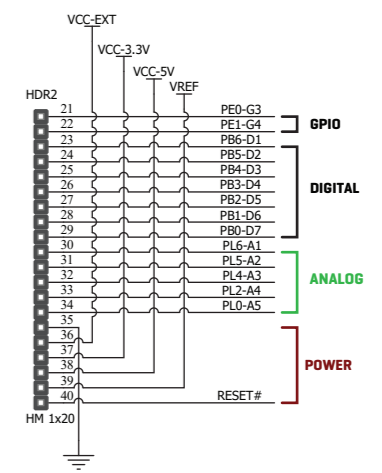 VCC-EXT
VCC-3.3V
VCC-5V
VREF
HDR2
21 PE0-G3
22 PE1-G4
GPIO
23 PB6-D1
24 PB5-D2
25 PB4-D3
26 PB3-D4
27 PB2-D5
28 PB1-D6
29 PB0-D7
DIGITAL
30 PL6-A1
31 PL5-A2
32 PL4-A3
33 PL2-A4
34 PL0-A5
ANALOG
35
36
37
38
39
40 RESET#
POWER
HM 1x20